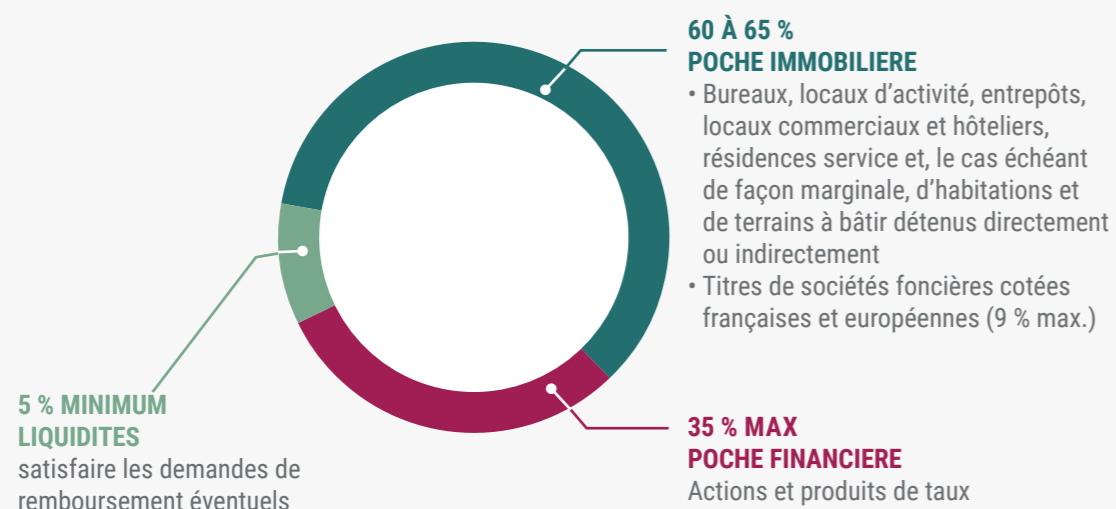 60 À 65 %
POCHE IMMOBILIERE
• Bureaux, locaux d’activité, entrepôts,
locaux commerciaux et hôteliers,
résidences service et, le cas échéant
de façon marginale, d’habitations et
de terrains à bâtir détenus directement
ou indirectement
• Titres de sociétés foncières cotées
françaises et européennes (9 % max.)
5 % MINIMUM
LIQUIDITES
satisfaire les demandes de
remboursement éventuels
35 % MAX
POCHE FINANCIERE
Actions et produits de taux